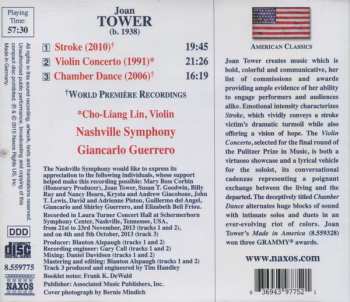 Playing
Time
57:30
Joan
TOWER
(b. 1938)
AMERICAN CLASSICS
1 Stroke (2010)† 19:45
2 Violin Concerto (1991)* 21:26
3 Chamber Dance (2006)† 16:19
†WORLD PREMIÈRE RECORDINGS
*Cho-Liang Lin, Violin
Nashville Symphony
Giancarlo Guerrero
The Nashville Symphony would like to express its
appreciation to the following individuals, whose support
helped make this recording possible: Mary Ross Corbin
(Honorary Producer), Joan Tower, Susan T. Goodwin, Billy
Ray and Nancy Hearn, Krysta and Andrew Giacobone, John
T. Lewis, David and Adrienne Piston, Guillermo del Angel,
Giancarlo and Shirley Guerrero, and Elizabeth Bell Friou.
Recorded in Laura Turner Concert Hall at Schermerhorn
Symphony Center, Nashville, Tennessee, USA,
from 21st to 23rd November, 2013 (tracks 1 and 2),
and on 4th and 5th October, 2013 (track 3)
Producer: Blanton Alspaugh (tracks 1 and 2)
Recording engineer: Gary Call (tracks 1 and 2)
Mixing: Daniel Davidson (tracks 1 and 2)
Mastering and editing: Blanton Alspaugh (tracks 1 and 2)
Track 3 produced and engineered by Tim Handley
Booklet notes: Frank K. DeWald
Publisher: Associated Music Publishers, Inc.
Cover photograph by Bernie Mindich
Joan Tower creates music which is
bold, colorful and communicative, her
list of commissions and awards
providing ample evidence of her ability
to engage performers and audiences
alike. Emotional intensity characterizes
Stroke, which vividly conveys a stroke
victim's dramatic turmoil while also
offering a vision of hope. The Violin
Concerto, selected for the final round of
the Pulitzer Prize in Music, is both a
virtuoso showcase and a lyrical vehicle
for the soloist, its conversational
cadenzas representing a poignant
exchange between the living and the
departed. The deceptively titled Chamber
Dance alternates huge blocks of sound
with intimate solos and duets in an
ever-evolving riot of colors. Joan
Tower's Made in America (8.559328)
won three GRAMMY® awards.
www.naxos.com
disc
DIGITAL AUDIO
8.559775
NAXOS
6 36943 97752 1